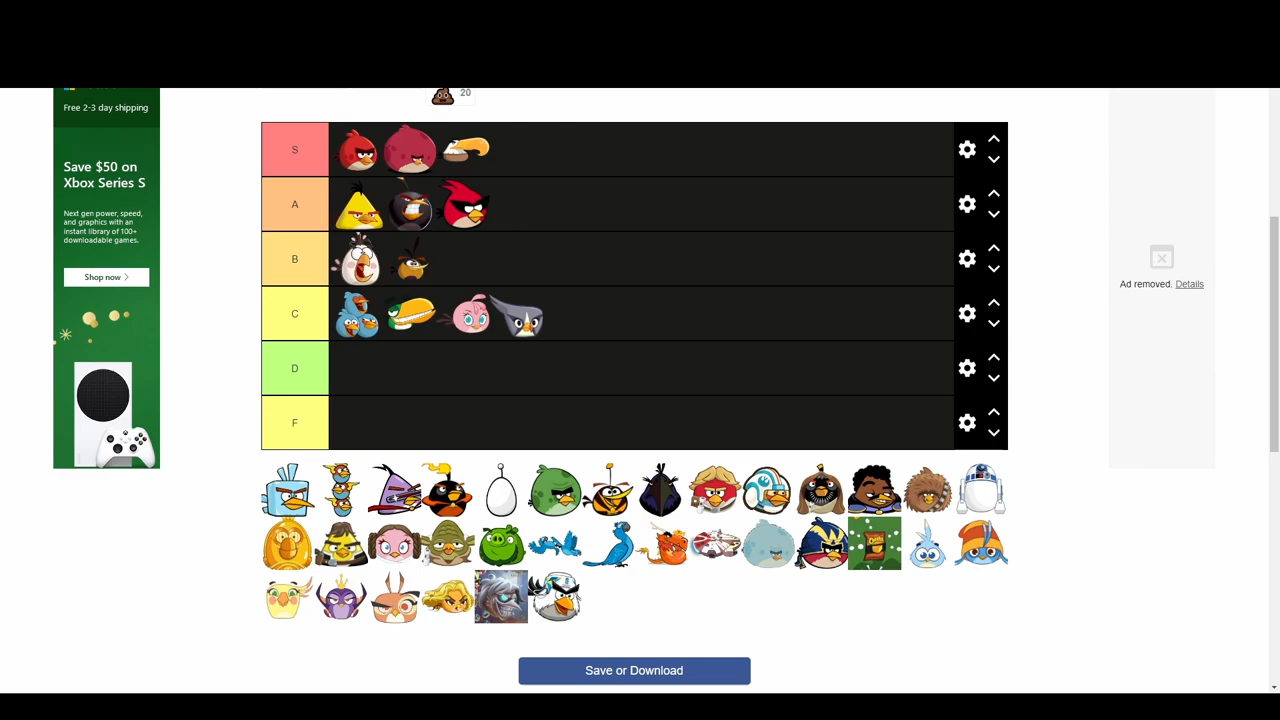 Free 2-3 day shipping
20
Save $50 on
Xbox Series S
Next gen power, speed,
and graphics with an
instant library of 100+
downloadable games.
Shop now
S
A
B
C
D
F
Ad removed. Details
Save or Download